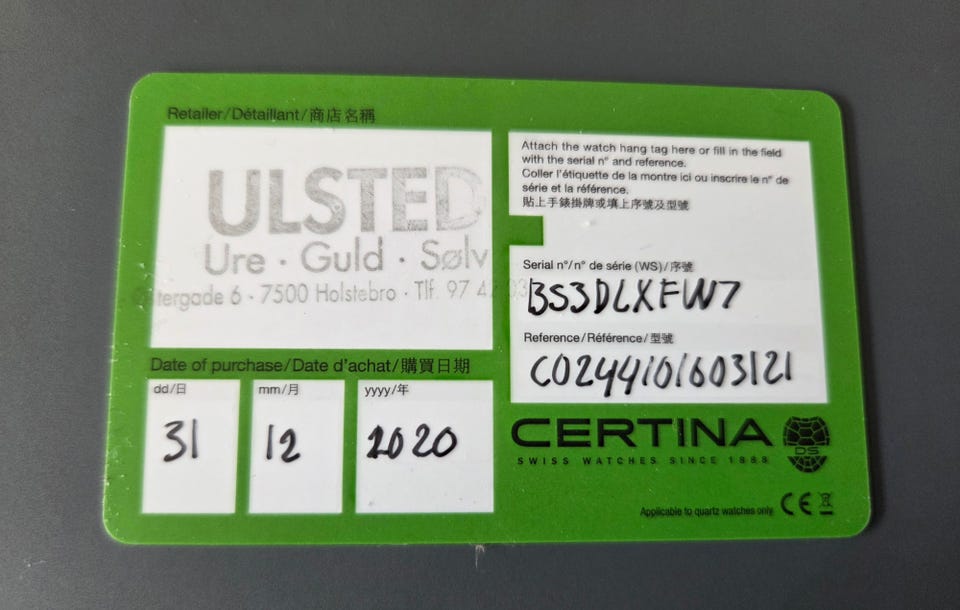 Retailer/Détaillant/商店名稱
ULSTED
Ure · Guld · Sølv
7500 Holstebro · Tlf. 97 42
Date of purchase/Date d'achat/購買日期
dd/日
mm/月
yyyy/年
31
12
2020
Attach the watch hang tag here or fill in the field
with the serial n° and reference.
Coller l'étiquette de la montre ici ou inscrire le n° de
série et la référence.
貼上手錶掛牌或填上序號及型號
Serial n°/n° de série (WS)/序號
BS3DLXFW7
Reference/Référence/型號
C0244101603121
CERTINA
DS
SWISS WATCHES SINCE 1888
Applicable to quartz watches only
CE